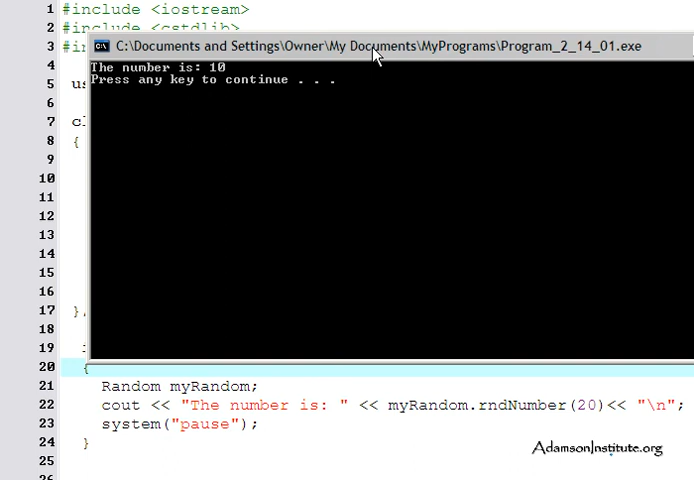 1 #include <iostream>
2 #include <cstdlib>
3 #in
C:\Documents and Settings\Owner\My Documents\MyPrograms\Program_2_14_01.exe
The number is: 10
Press any key to continue . . .
4
5 us
6
7 cl
8 {
9
10
11
12
13
14
15
16
17 };
18
19
20 {
21 Random myRandom;
22 cout << "The number is: " << myRandom.rndNumber(20)<< "\n";
23 system("pause");
24 }
25
26
AdamsonInstitute.org